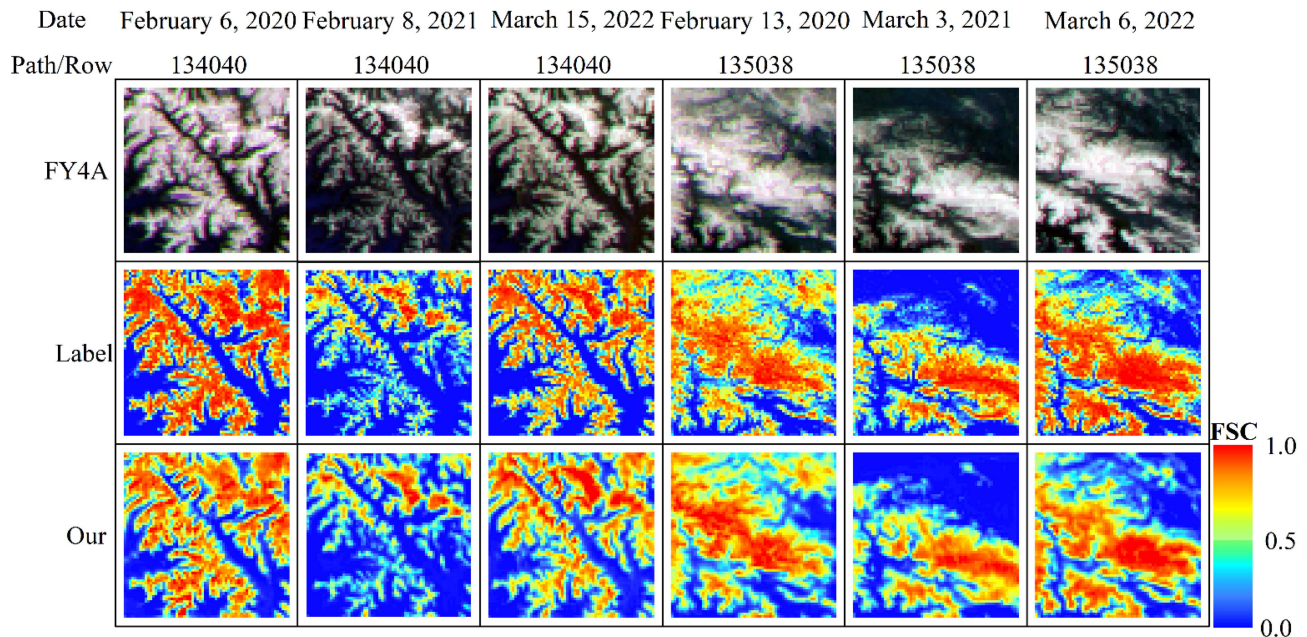 Date February 6, 2020 February 8, 2021 March 15, 2022 February 13, 2020 March 3, 2021 March 6, 2022
Path/Row 134040 134040 134040 135038 135038 135038
FY4A
Label
Our
FSC
1.0
0.5
0.0